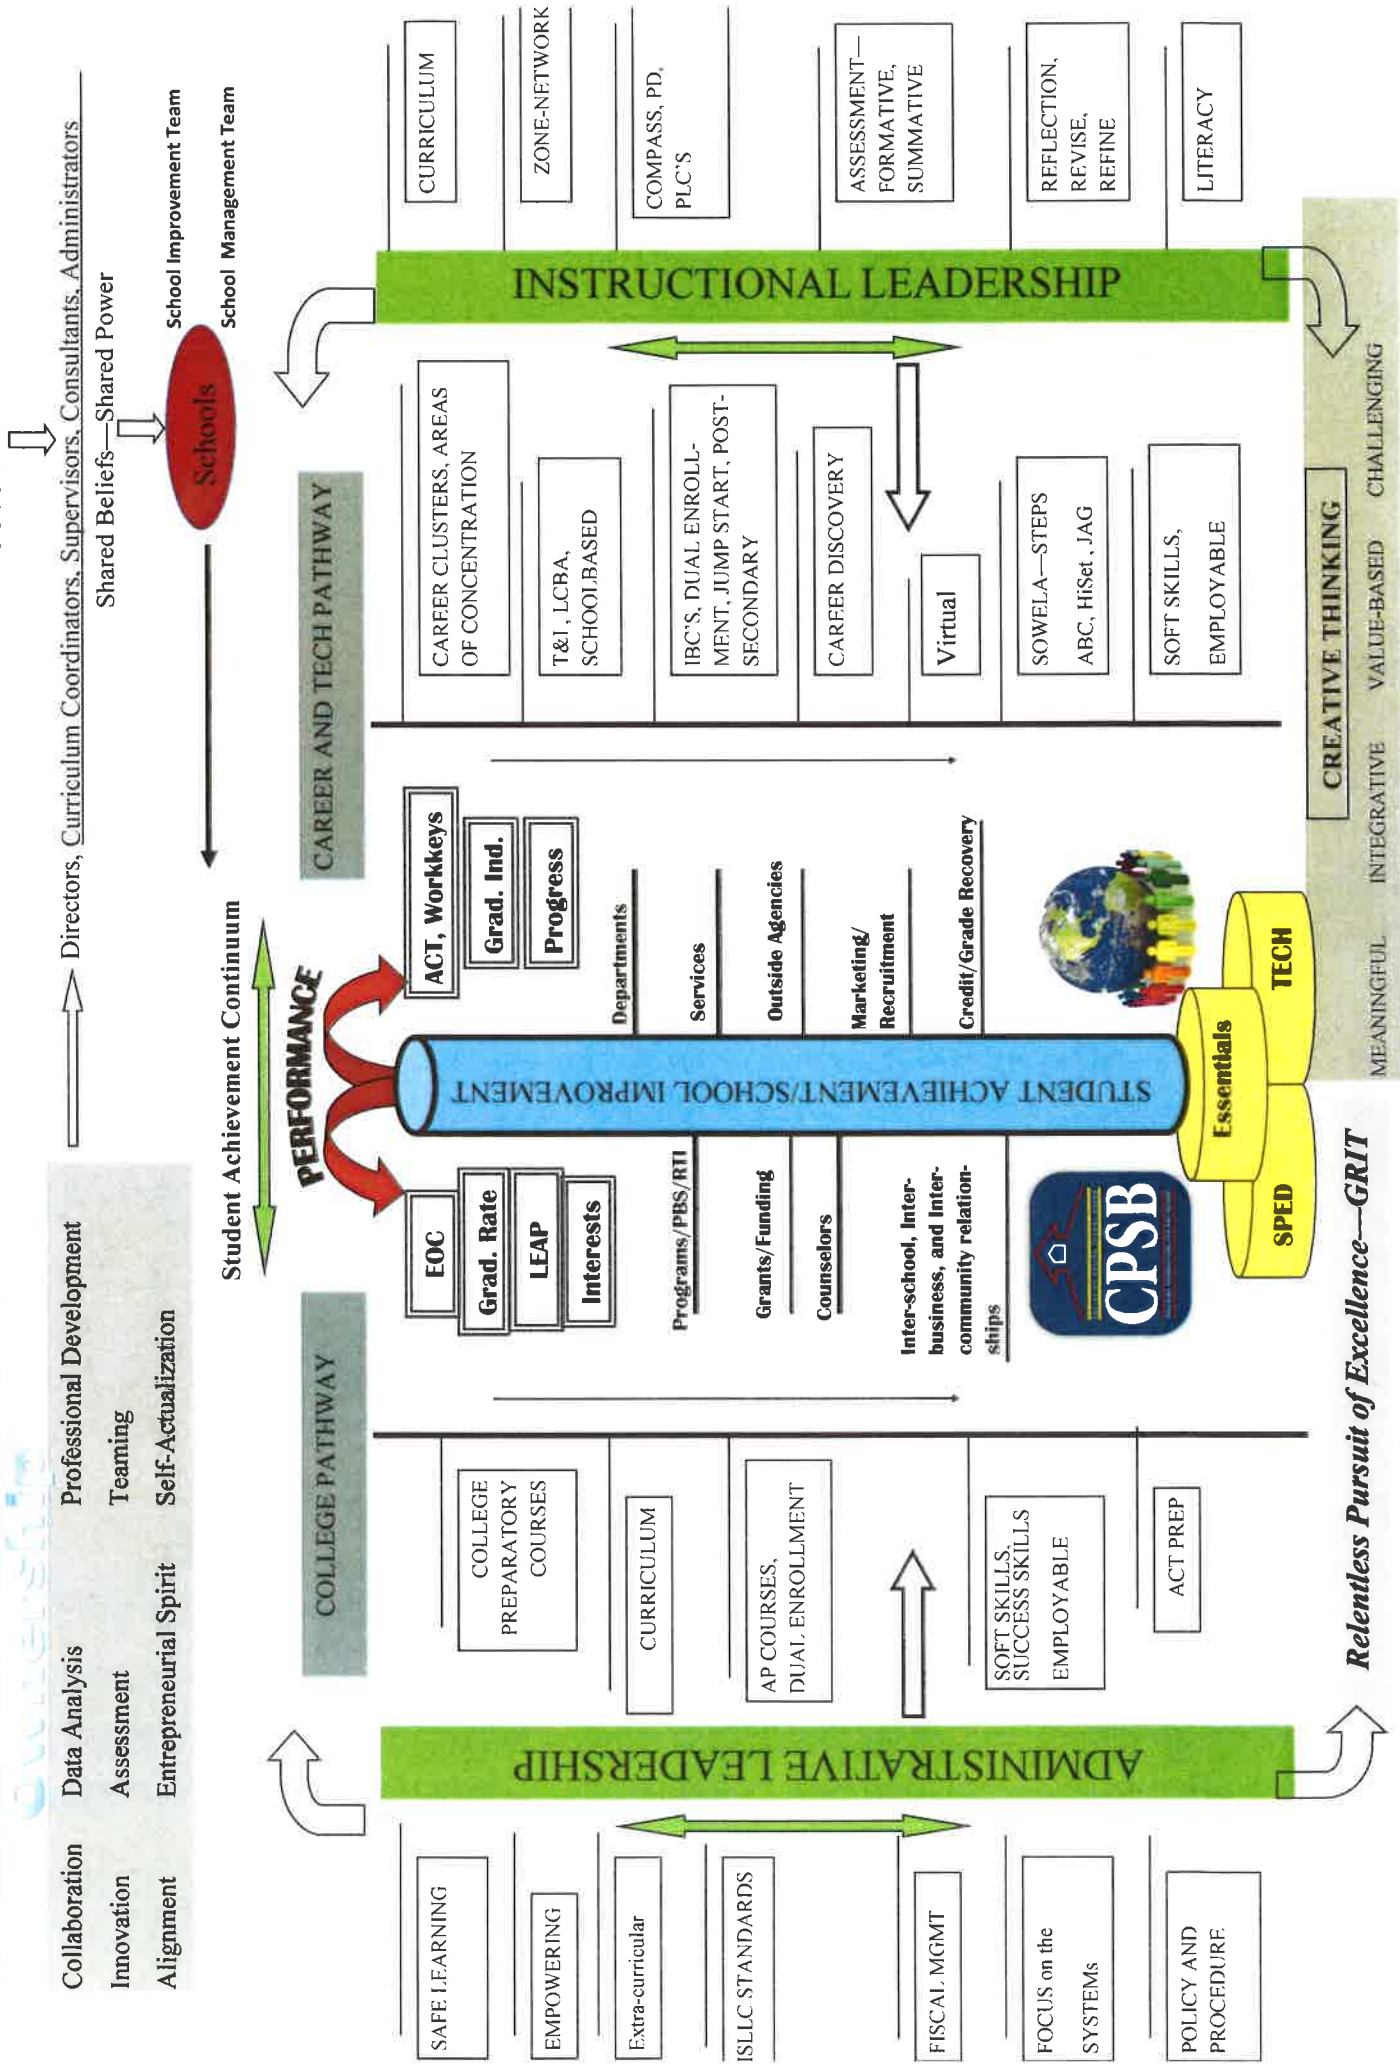 Ownership
Collaboration Data Analysis Professional Development
Innovation Assessment Teaming
Alignment Entrepreneurial Spirit Self-Actualization
Directors, Curriculum Coordinators, Supervisors, Consultants, Administrators
Shared Beliefs—Shared Power
Schools
School Improvement Team
School Management Team
Student Achievement Continuum
PERFORMANCE
COLLEGE PATHWAY
CAREER AND TECH PATHWAY
SAFE LEARNING
EMPOWERING
Extra-curricular
ISLLC STANDARDS
FISCAL MGMT
FOCUS on the
SYSTEMs
POLICY AND
PROCEDURE
ADMINISTRATIVE LEADERSHIP
COLLEGE
PREPARATORY
COURSES
CURRICULUM
AP COURSES,
DUAL ENROLLMENT
SOFT SKILLS,
SUCCESS SKILLS
EMPLOYABLE
ACT PREP
EOC
Grad. Rate
LEAP
Interests
Programs/PBS/RTI
Grants/Funding
Counselors
Inter-school, Inter-
business, and Inter-
community relation-
ships
CPSB
STUDENT ACHIEVEMENT/SCHOOL IMPROVEMENT
ACT, Workkeys
Grad. Ind.
Progress
Departments
Services
Outside Agencies
Marketing/
Recruitment
Credit/Grade Recovery
Essentials
SPED
TECH
CAREER CLUSTERS, AREAS
OF CONCENTRATION
T&I, LCBA,
SCHOOLBASED
IBC'S, DUAL ENROLL-
MENT, JUMP START, POST-
SECONDARY
CAREER DISCOVERY
Virtual
SOWELA—STEPS
ABC, HiSet , JAG
SOFT SKILLS,
EMPLOYABLE
INSTRUCTIONAL LEADERSHIP
CURRICULUM
ZONE-NETWORK
COMPASS, PD,
PLC'S
ASSESSMENT—
FORMATIVE,
SUMMATIVE
REFLECTION,
REVISE,
REFINE
LITERACY
Relentless Pursuit of Excellence—GRIT
CREATIVE THINKING
MEANINGFUL INTEGRATIVE VALUE-BASED CHALLENGING